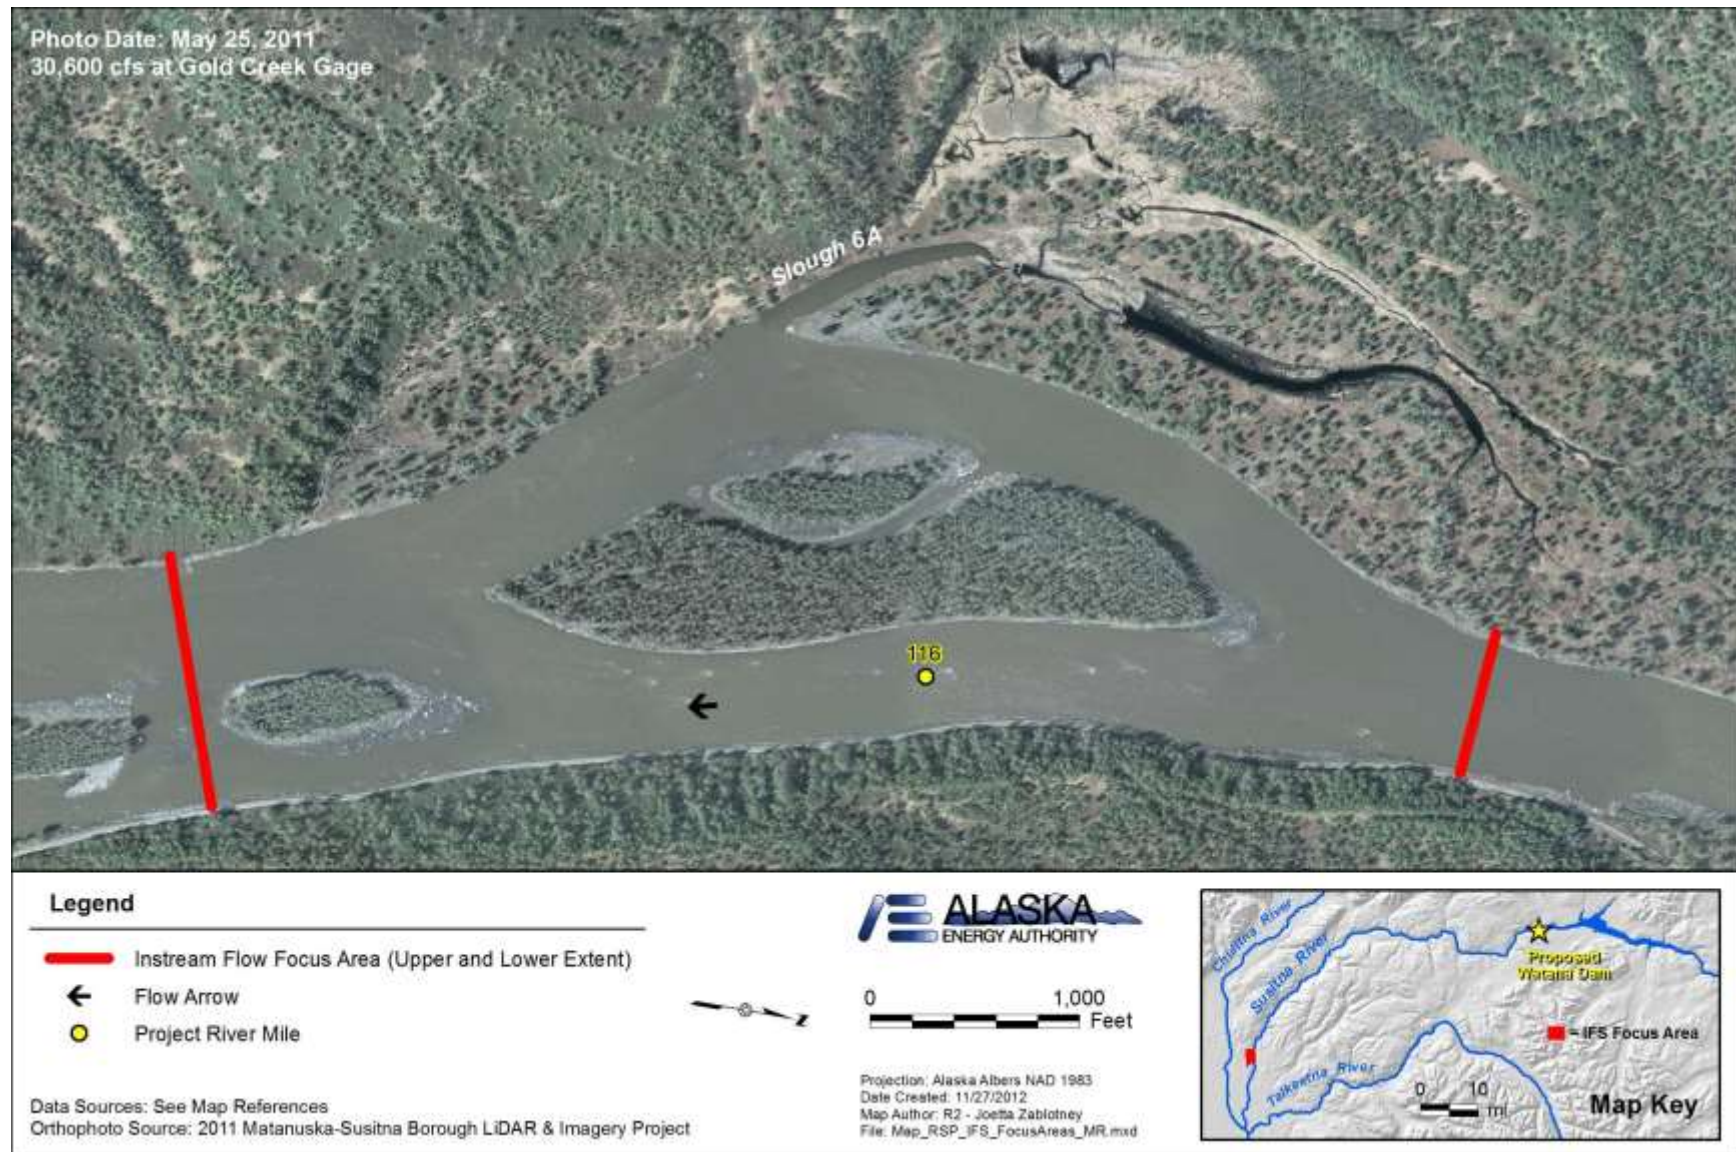 Photo Date: May 25, 2011
30,600 cfs at Gold Creek Gage
Slough 6A
116
Legend
Instream Flow Focus Area (Upper and Lower Extent)
Flow Arrow
Project River Mile
Data Sources: See Map References
Orthophoto Source: 2011 Matanuska-Susitna Borough LiDAR & Imagery Project
Z
ALASKA
ENERGY AUTHORITY
0 1,000
Feet
Projection: Alaska Albers NAD 1983
Date Created: 11/27/2012
Map Author: R2 - Joetta Zablotney
File: Map_RSP_IFS_FocusAreas_MR.mxd
Chulitna River
Susitna River
Proposed
Watana Dam
= IFS Focus Area
Talkeetna River
0 10
mi
Map Key